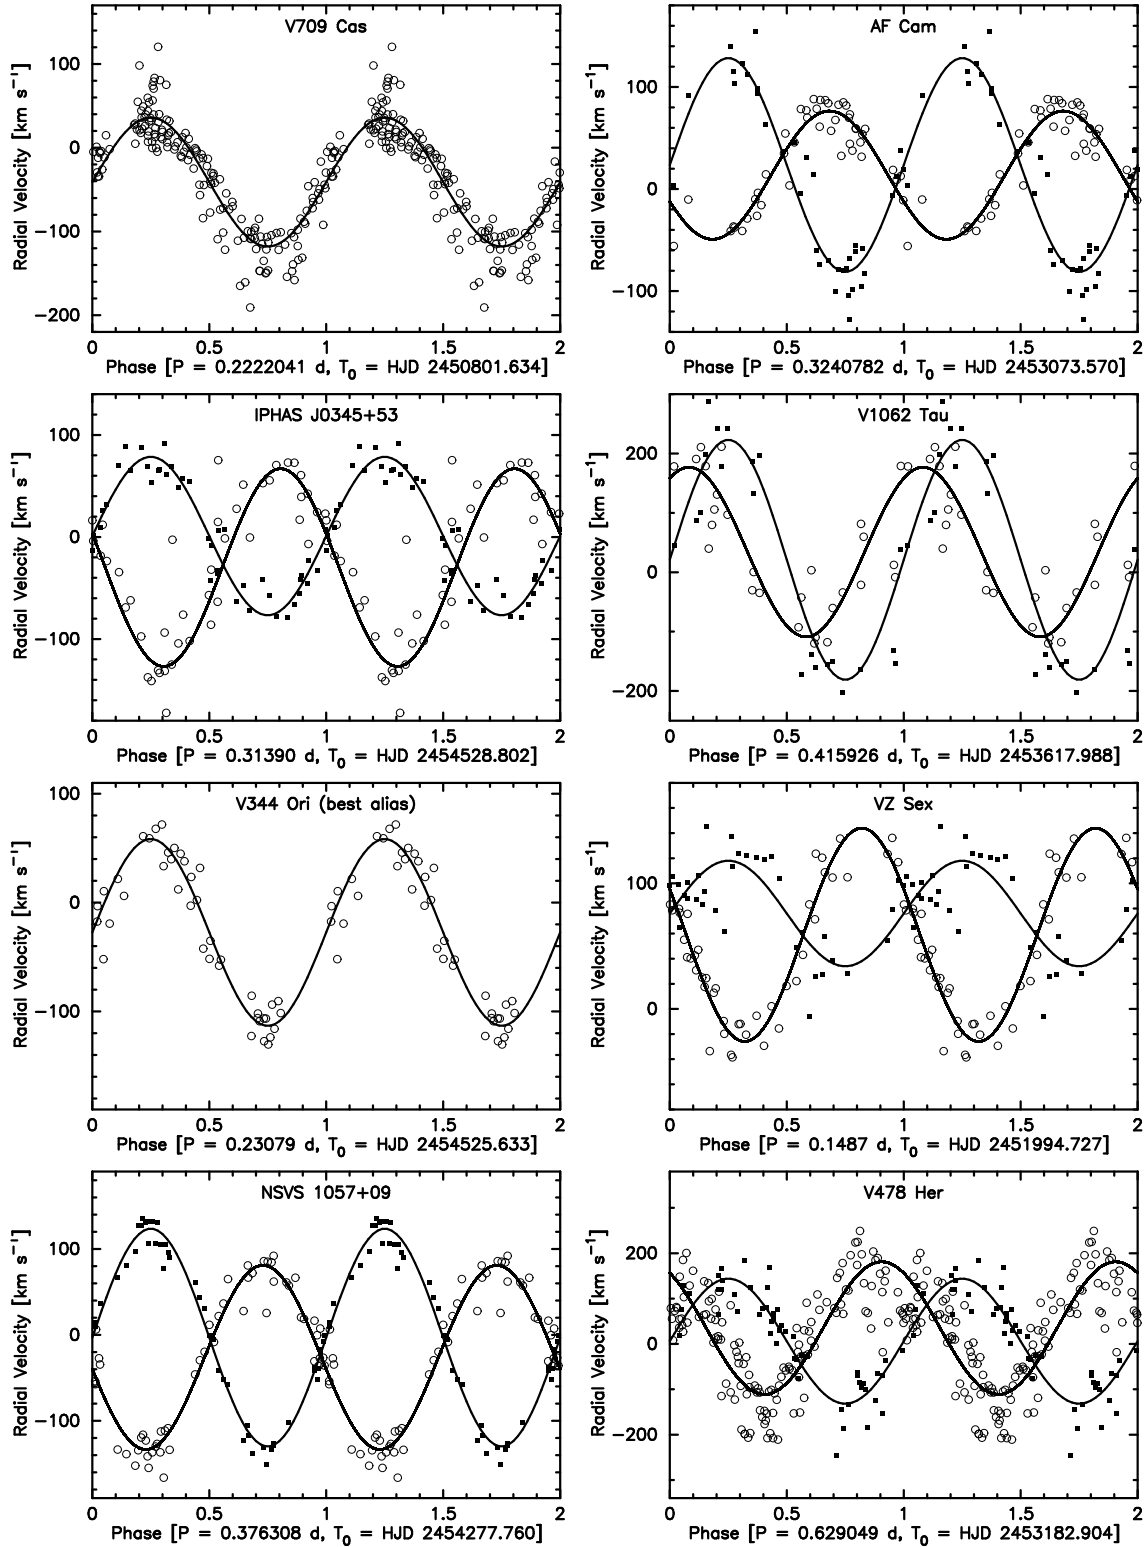 V709 Cas
Radial Velocity [km s⁻¹]
100
0
−100
−200
0 0.5 1 1.5 2
Phase [P = 0.2222041 d, T₀ = HJD 2450801.634]
AF Cam
Radial Velocity [km s⁻¹]
100
0
−100
0 0.5 1 1.5 2
Phase [P = 0.3240782 d, T₀ = HJD 2453073.570]
IPHAS J0345+53
Radial Velocity [km s⁻¹]
100
0
−100
0 0.5 1 1.5 2
Phase [P = 0.31390 d, T₀ = HJD 2454528.802]
V1062 Tau
Radial Velocity [km s⁻¹]
200
0
−200
0 0.5 1 1.5 2
Phase [P = 0.415926 d, T₀ = HJD 2453617.988]
V344 Ori (best alias)
Radial Velocity [km s⁻¹]
100
0
−100
0 0.5 1 1.5 2
Phase [P = 0.23079 d, T₀ = HJD 2454525.633]
VZ Sex
Radial Velocity [km s⁻¹]
100
0
0 0.5 1 1.5 2
Phase [P = 0.1487 d, T₀ = HJD 2451994.727]
NSVS 1057+09
Radial Velocity [km s⁻¹]
100
0
−100
0 0.5 1 1.5 2
Phase [P = 0.376308 d, T₀ = HJD 2454277.760]
V478 Her
Radial Velocity [km s⁻¹]
200
0
−200
0 0.5 1 1.5 2
Phase [P = 0.629049 d, T₀ = HJD 2453182.904]